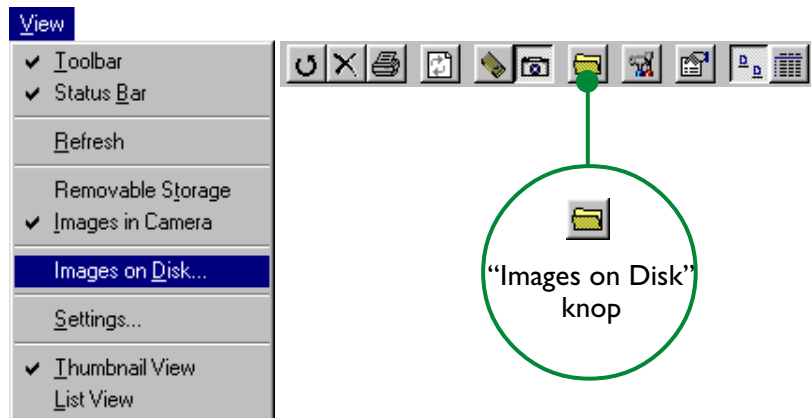 View
Toolbar
Status Bar
Refresh
Removable Storage
Images in Camera
Images on Disk...
Settings...
Thumbnail View
List View
“Images on Disk”
knop